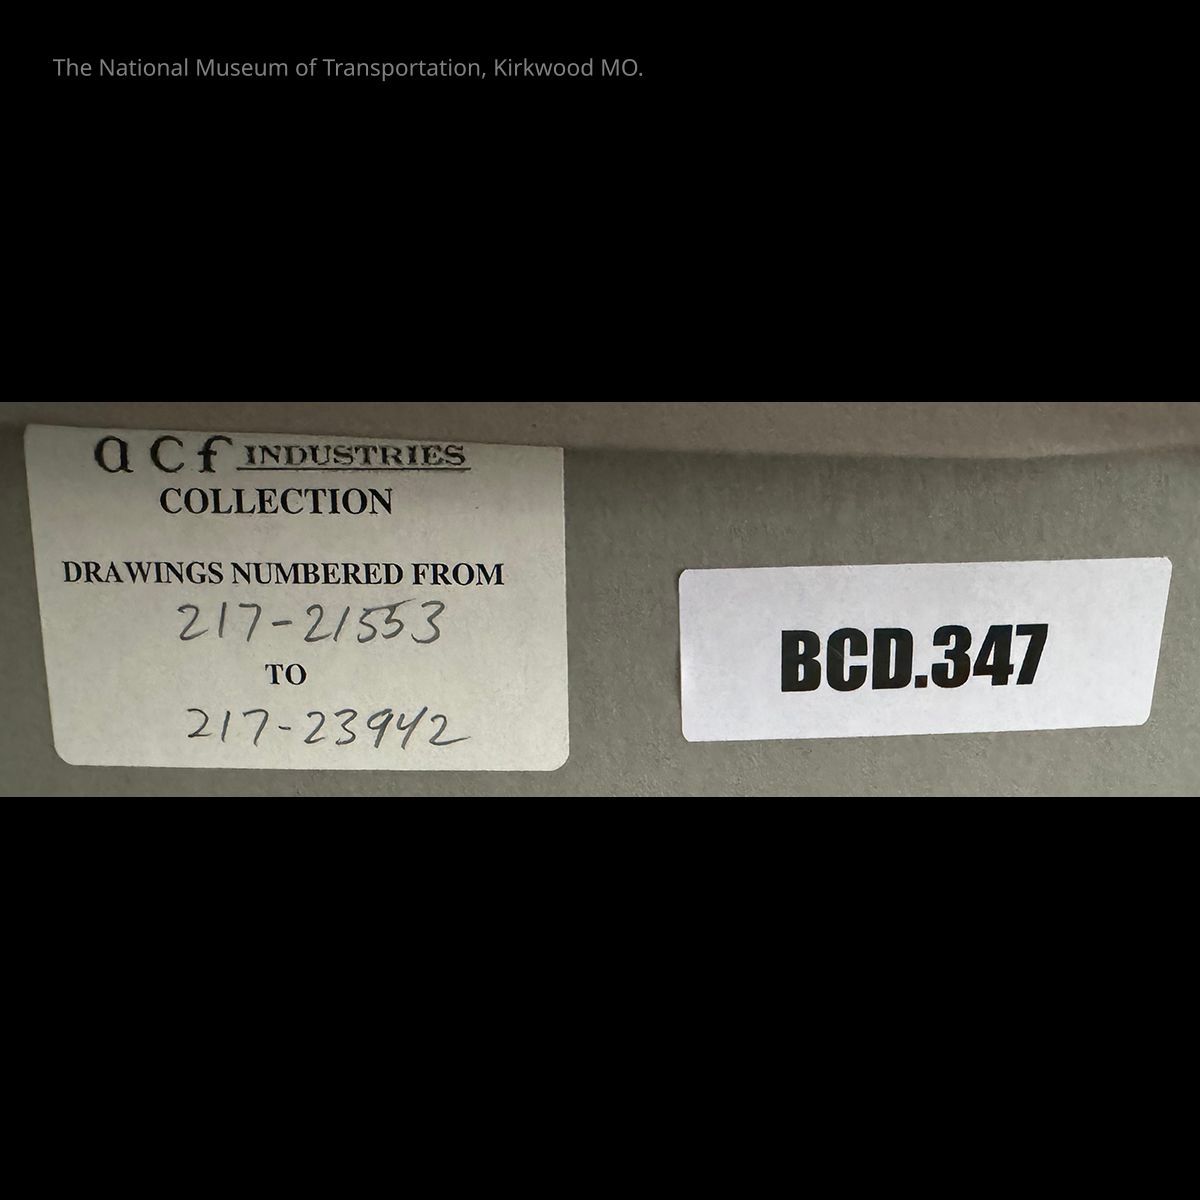 The National Museum of Transportation, Kirkwood MO.
acf INDUSTRIES
COLLECTION
DRAWINGS NUMBERED FROM
217-21553
TO
217-23942
BCD.347